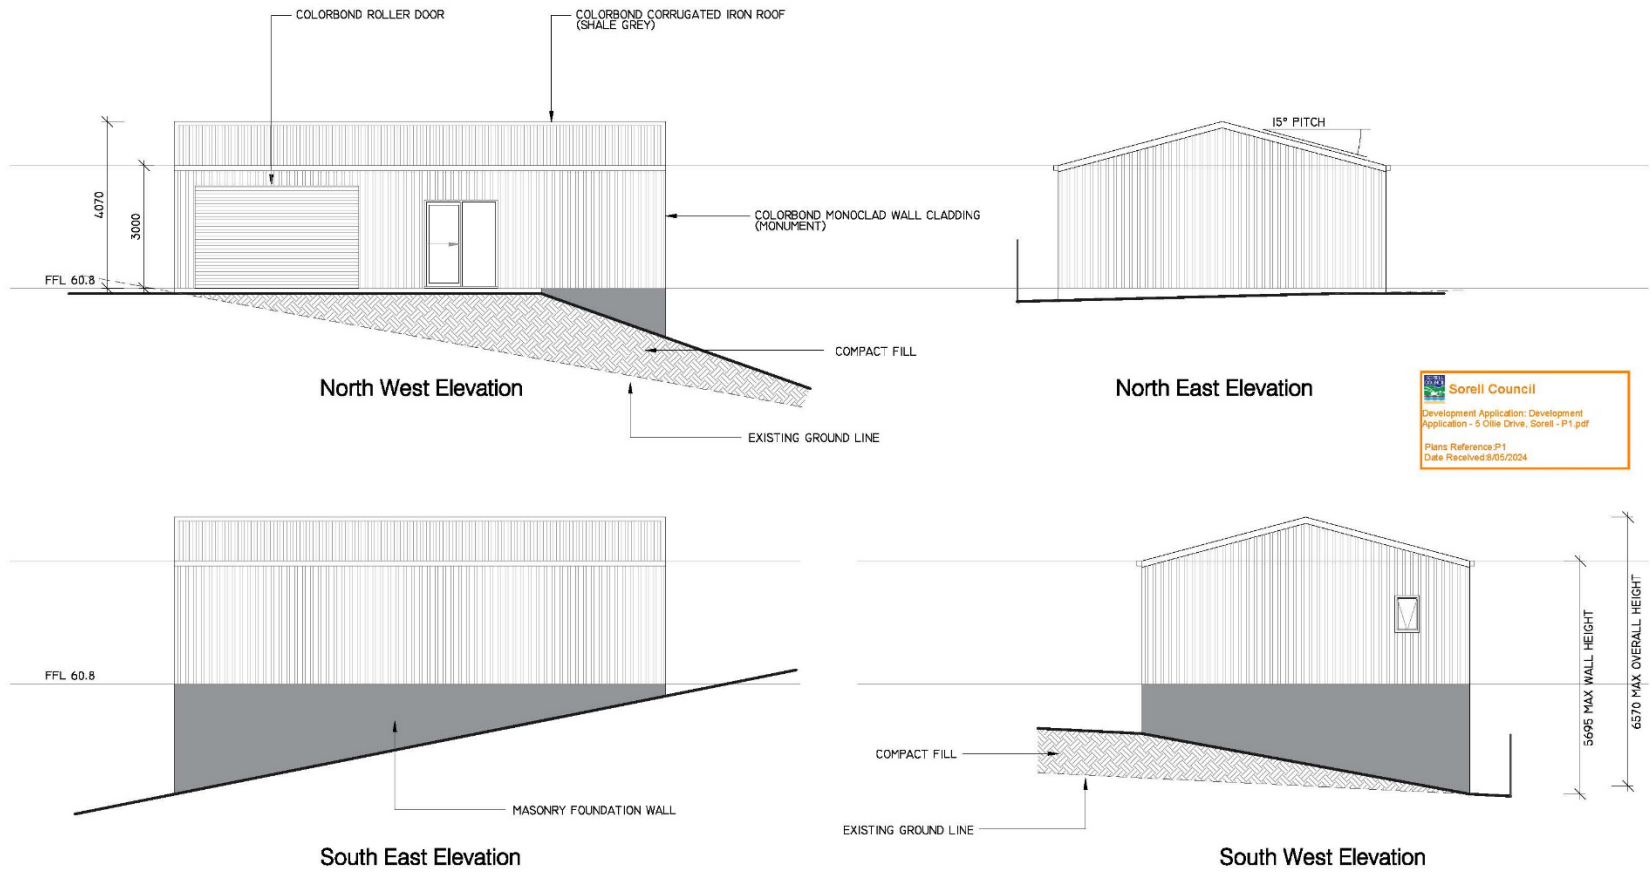 COLORBOND ROLLER DOOR
COLORBOND CORRUGATED IRON ROOF
(SHALE GREY)
4070
3000
FFL 60.8
COLORBOND MONOCLAD WALL CLADDING
(MONUMENT)
COMPACT FILL
North West Elevation
EXISTING GROUND LINE
15° PITCH
North East Elevation
Sorell Council
Development Application: Development
Application - 5 Ollie Drive, Sorell - P1.pdf
Plans Reference:P1
Date Received:8/05/2024
FFL 60.8
MASONRY FOUNDATION WALL
South East Elevation
COMPACT FILL
EXISTING GROUND LINE
5695 MAX WALL HEIGHT
6570 MAX OVERALL HEIGHT
South West Elevation